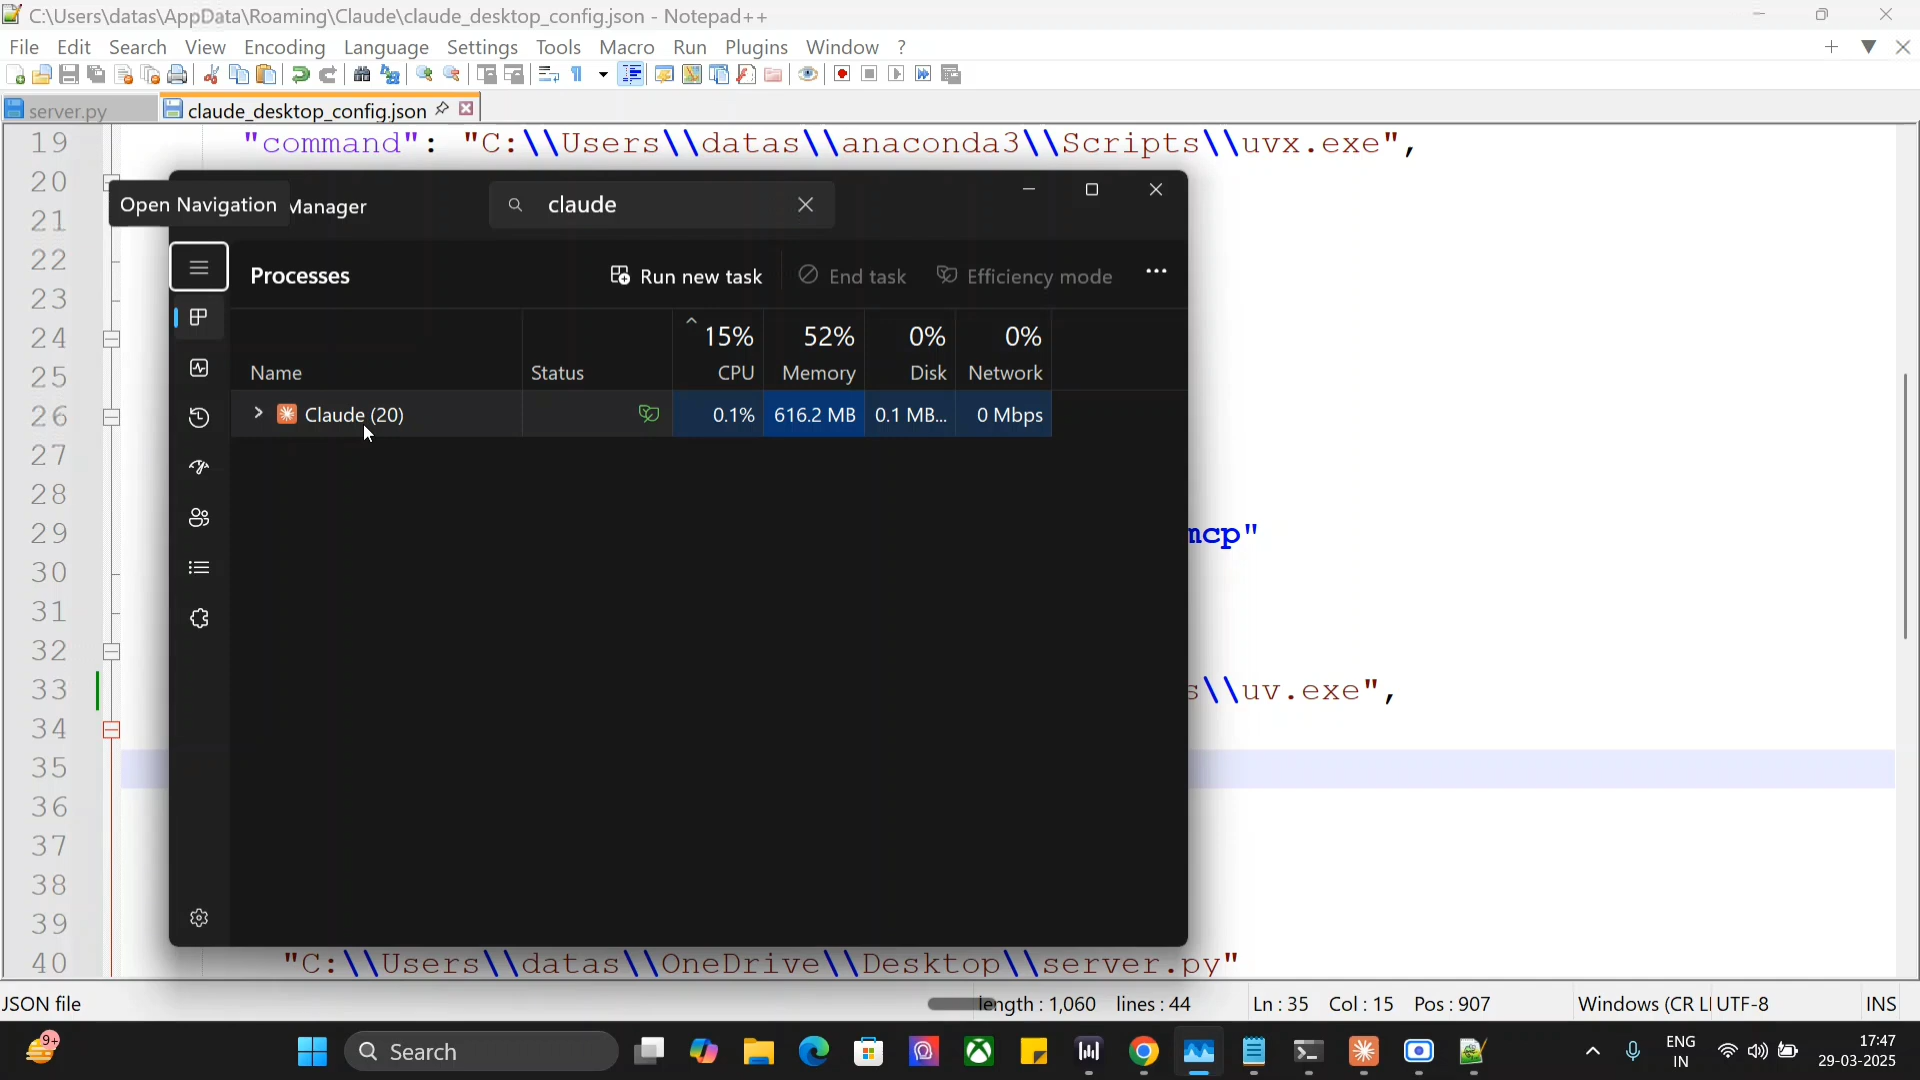 C:\Users\datas\AppData\Roaming\Claude\claude_desktop_config.json - Notepad++
File Edit Search View Encoding Language Settings Tools Macro Run Plugins Window ?
server.py claude_desktop_config.json
19 "command": "C:\\Users\\datas\\anaconda3\\Scripts\\uvx.exe",
20
Open Navigation Manager claude
21
22
Processes Run new task End task Efficiency mode
23
24 15% 52% 0% 0%
25 Name Status CPU Memory Disk Network
26 Claude (20) 0.1% 616.2 MB 0.1 MB... 0 Mbps
27
28
29 mcp"
30
31
32
33 s\\uv.exe",
34
35
36
37
38
39
40 "C:\\Users\\datas\\OneDrive\\Desktop\\server.py"
JSON file length : 1,060 lines : 44 Ln : 35 Col : 15 Pos : 907 Windows (CR LI UTF-8 INS
9+ Search ENG 17:47
IN 29-03-2025